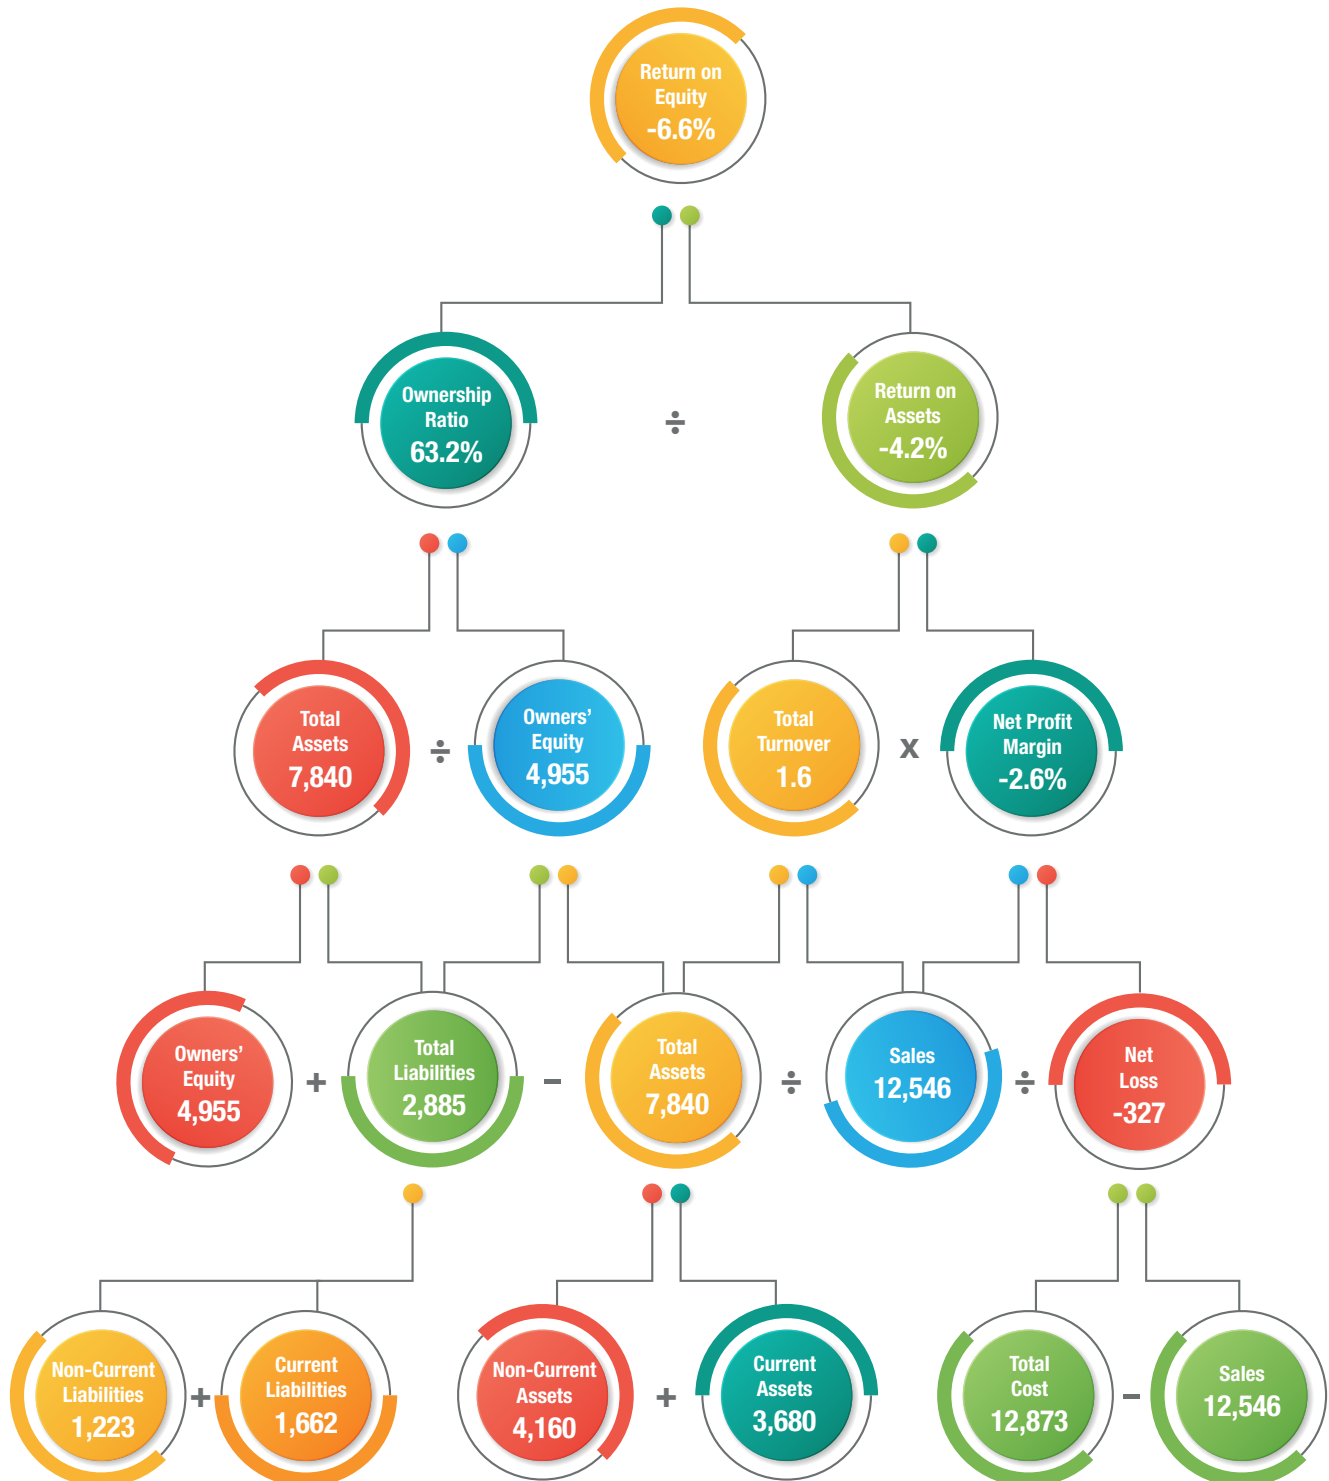 Return on
Equity
-6.6%
Ownership
Ratio
63.2%
÷
Return on
Assets
-4.2%
Total
Assets
7,840
÷
Owners'
Equity
4,955
Total
Turnover
1.6
x
Net Profit
Margin
-2.6%
Owners'
Equity
4,955
+
Total
Liabilities
2,885
-
Total
Assets
7,840
÷
Sales
12,546
÷
Net
Loss
-327
Non-Current
Liabilities
1,223
+
Current
Liabilities
1,662
Non-Current
Assets
4,160
+
Current
Assets
3,680
Total
Cost
12,873
-
Sales
12,546